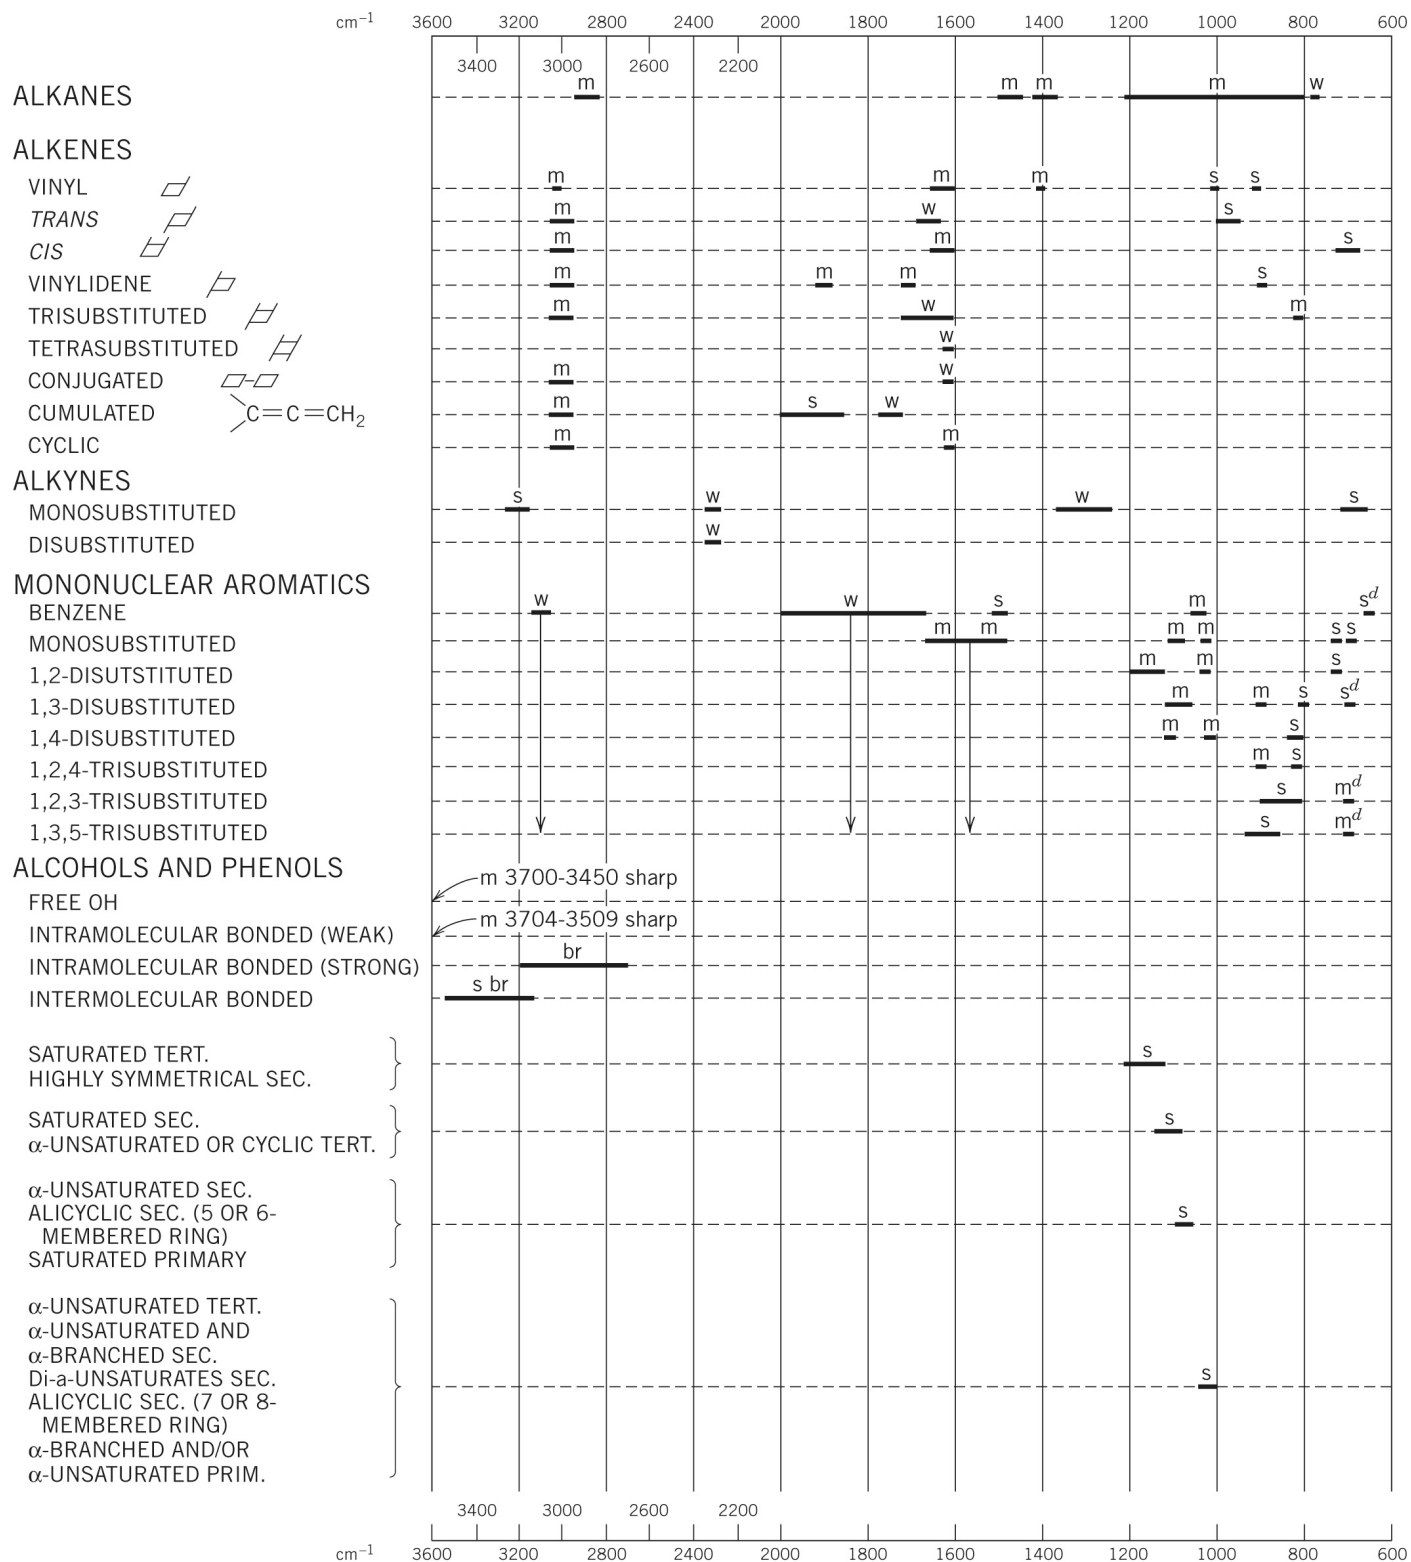 cm⁻¹ 3600 3200 2800 2400 2000 1800 1600 1400 1200 1000 800 600
3400 3000 2600 2200
ALKANES m m m m w
ALKENES
VINYL m m m s s
TRANS m w s
CIS m m s
VINYLIDENE m m m s
TRISUBSTITUTED m w m
TETRASUBSTITUTED w
CONJUGATED m w
CUMULATED C=C=CH₂ m s w
CYCLIC m m
ALKYNES
MONOSUBSTITUTED s w w s
DISUBSTITUTED w
MONONUCLEAR AROMATICS
BENZENE w w s m sᵈ
MONOSUBSTITUTED m m m m s s
1,2-DISUTSTITUTED m m s
1,3-DISUBSTITUTED m m s sᵈ
1,4-DISUBSTITUTED m m s
1,2,4-TRISUBSTITUTED m s
1,2,3-TRISUBSTITUTED s mᵈ
1,3,5-TRISUBSTITUTED s mᵈ
ALCOHOLS AND PHENOLS
m 3700-3450 sharp
FREE OH
m 3704-3509 sharp
INTRAMOLECULAR BONDED (WEAK)
INTRAMOLECULAR BONDED (STRONG) br
INTERMOLECULAR BONDED s br
SATURATED TERT. s
HIGHLY SYMMETRICAL SEC.
SATURATED SEC. s
α-UNSATURATED OR CYCLIC TERT.
α-UNSATURATED SEC.
ALICYCLIC SEC. (5 OR 6- s
MEMBERED RING)
SATURATED PRIMARY
α-UNSATURATED TERT.
α-UNSATURATED AND
α-BRANCHED SEC.
Di-a-UNSATURATES SEC. s
ALICYCLIC SEC. (7 OR 8-
MEMBERED RING)
α-BRANCHED AND/OR
α-UNSATURATED PRIM.
3400 3000 2600 2200
cm⁻¹ 3600 3200 2800 2400 2000 1800 1600 1400 1200 1000 800 600